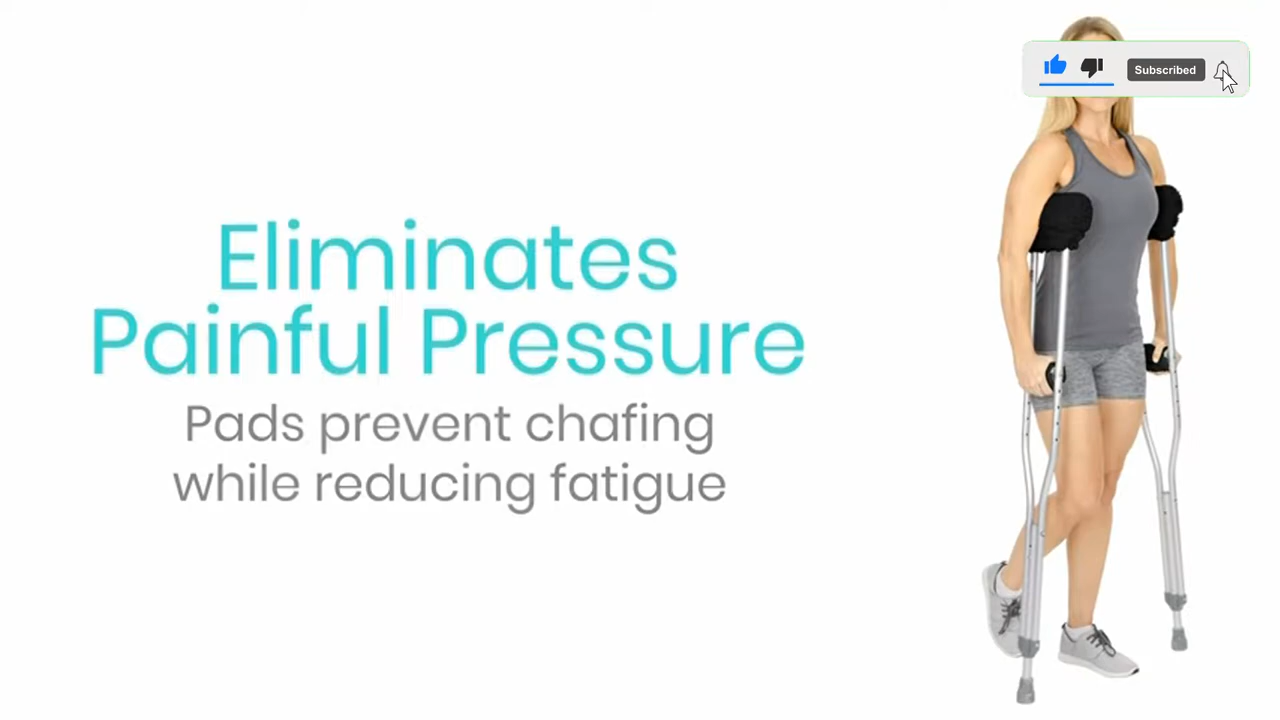 Subscribed
Eliminates
Painful Pressure
Pads prevent chafing
while reducing fatigue